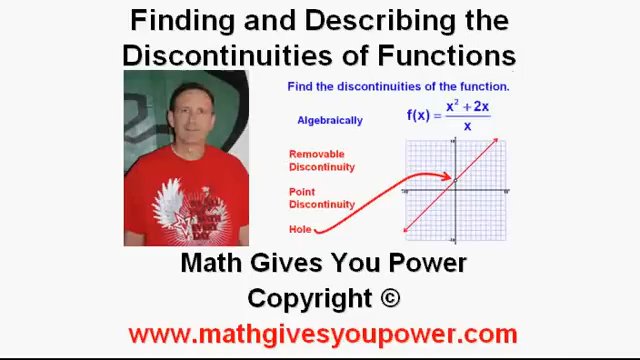 Finding and Describing the
Discontinuities of Functions
Find the discontinuities of the function.
Algebraically
f(x) = x² + 2x / x
Removable
Discontinuity
Point
Discontinuity
Hole
Math Gives You Power
Copyright ©
www.mathgivesyoupower.com